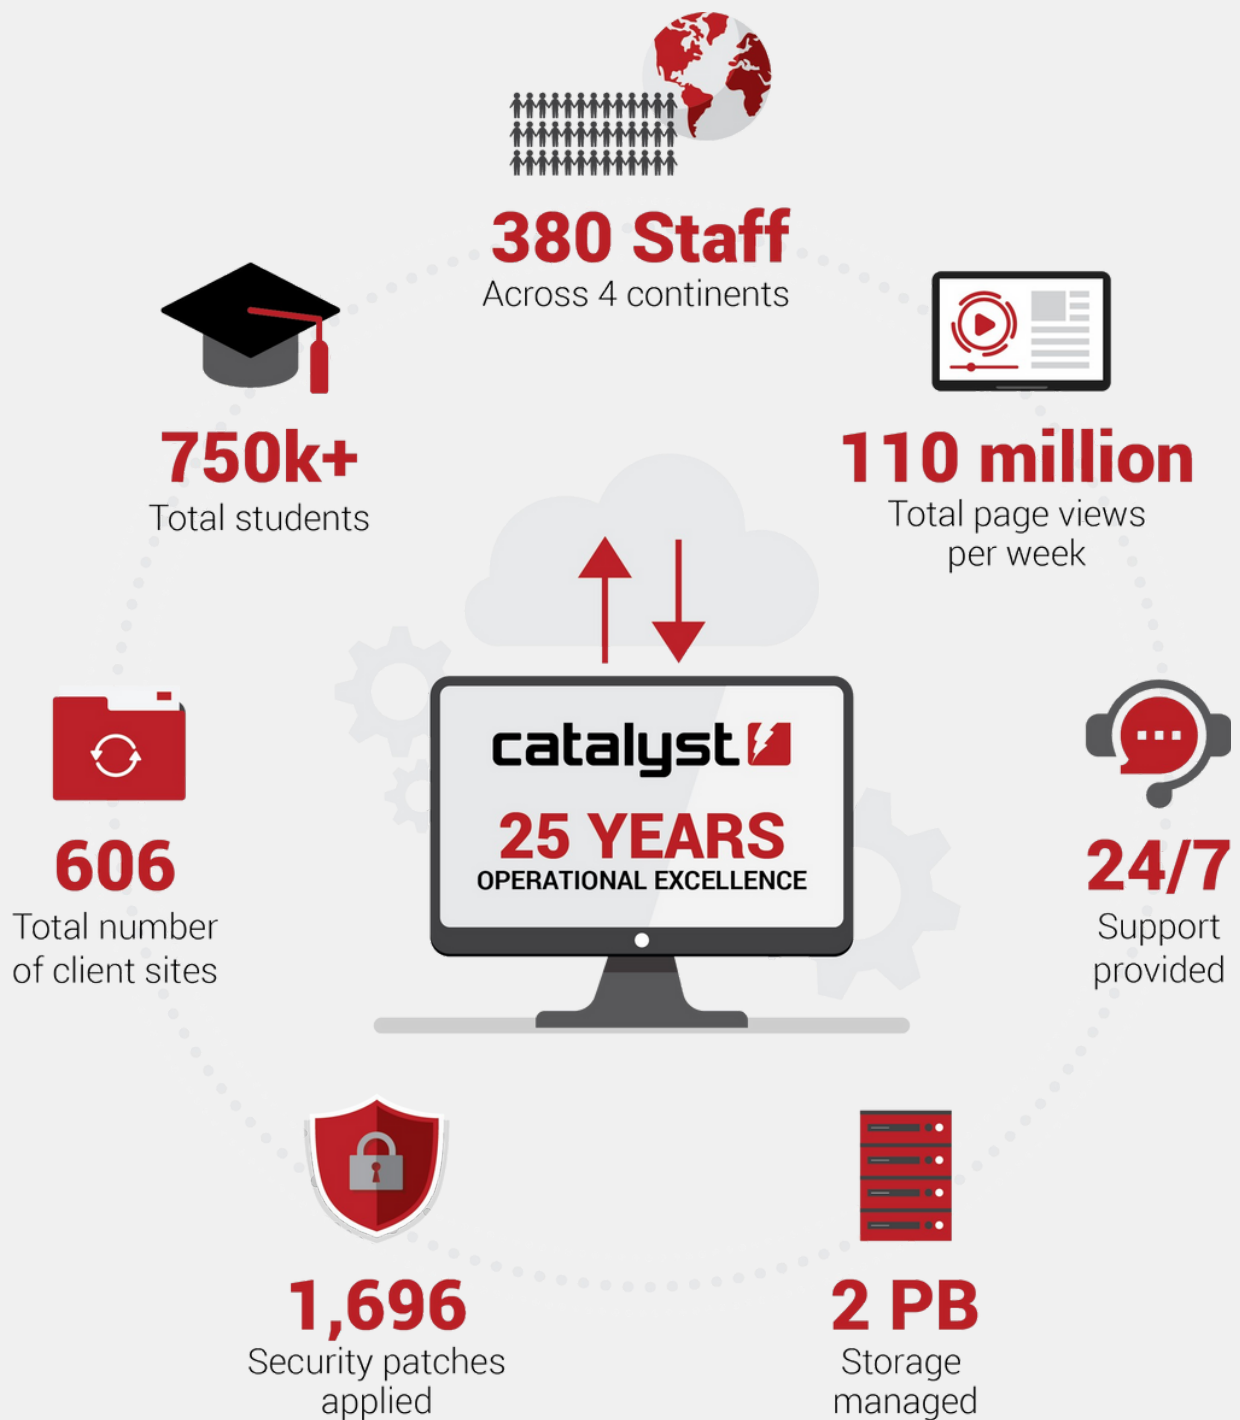 380 Staff
Across 4 continents
750k+
Total students
110 million
Total page views
per week
catalyst
25 YEARS
OPERATIONAL EXCELLENCE
606
Total number
of client sites
24/7
Support
provided
1,696
Security patches
applied
2 PB
Storage
managed